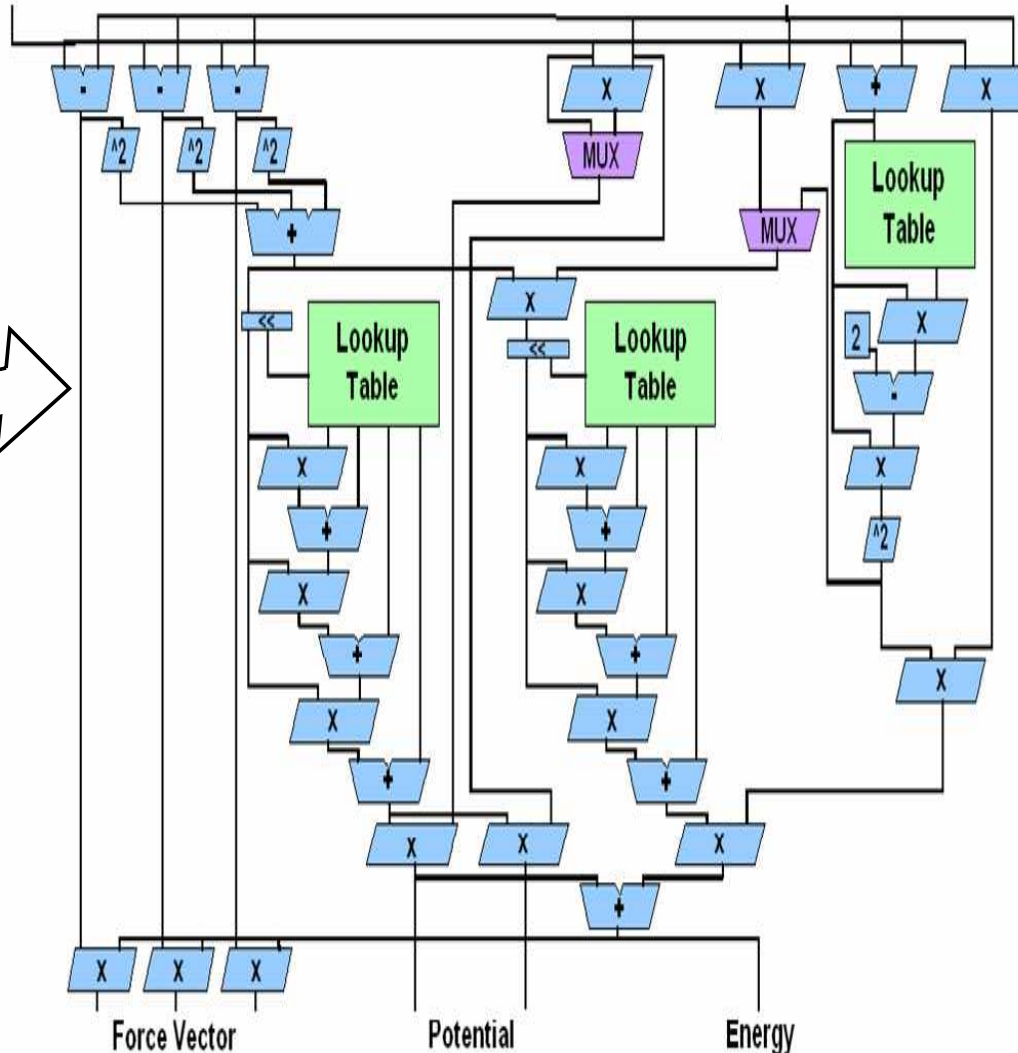 - - - X X + X
^2 ^2 ^2 MUX Lookup
Table
+ MUX
X X
<< Lookup
Table << Lookup
Table 2
-
X X X
+ + ^2
X X
+ + X
X X
+ +
X X X
+
X X X
Force Vector Potential Energy